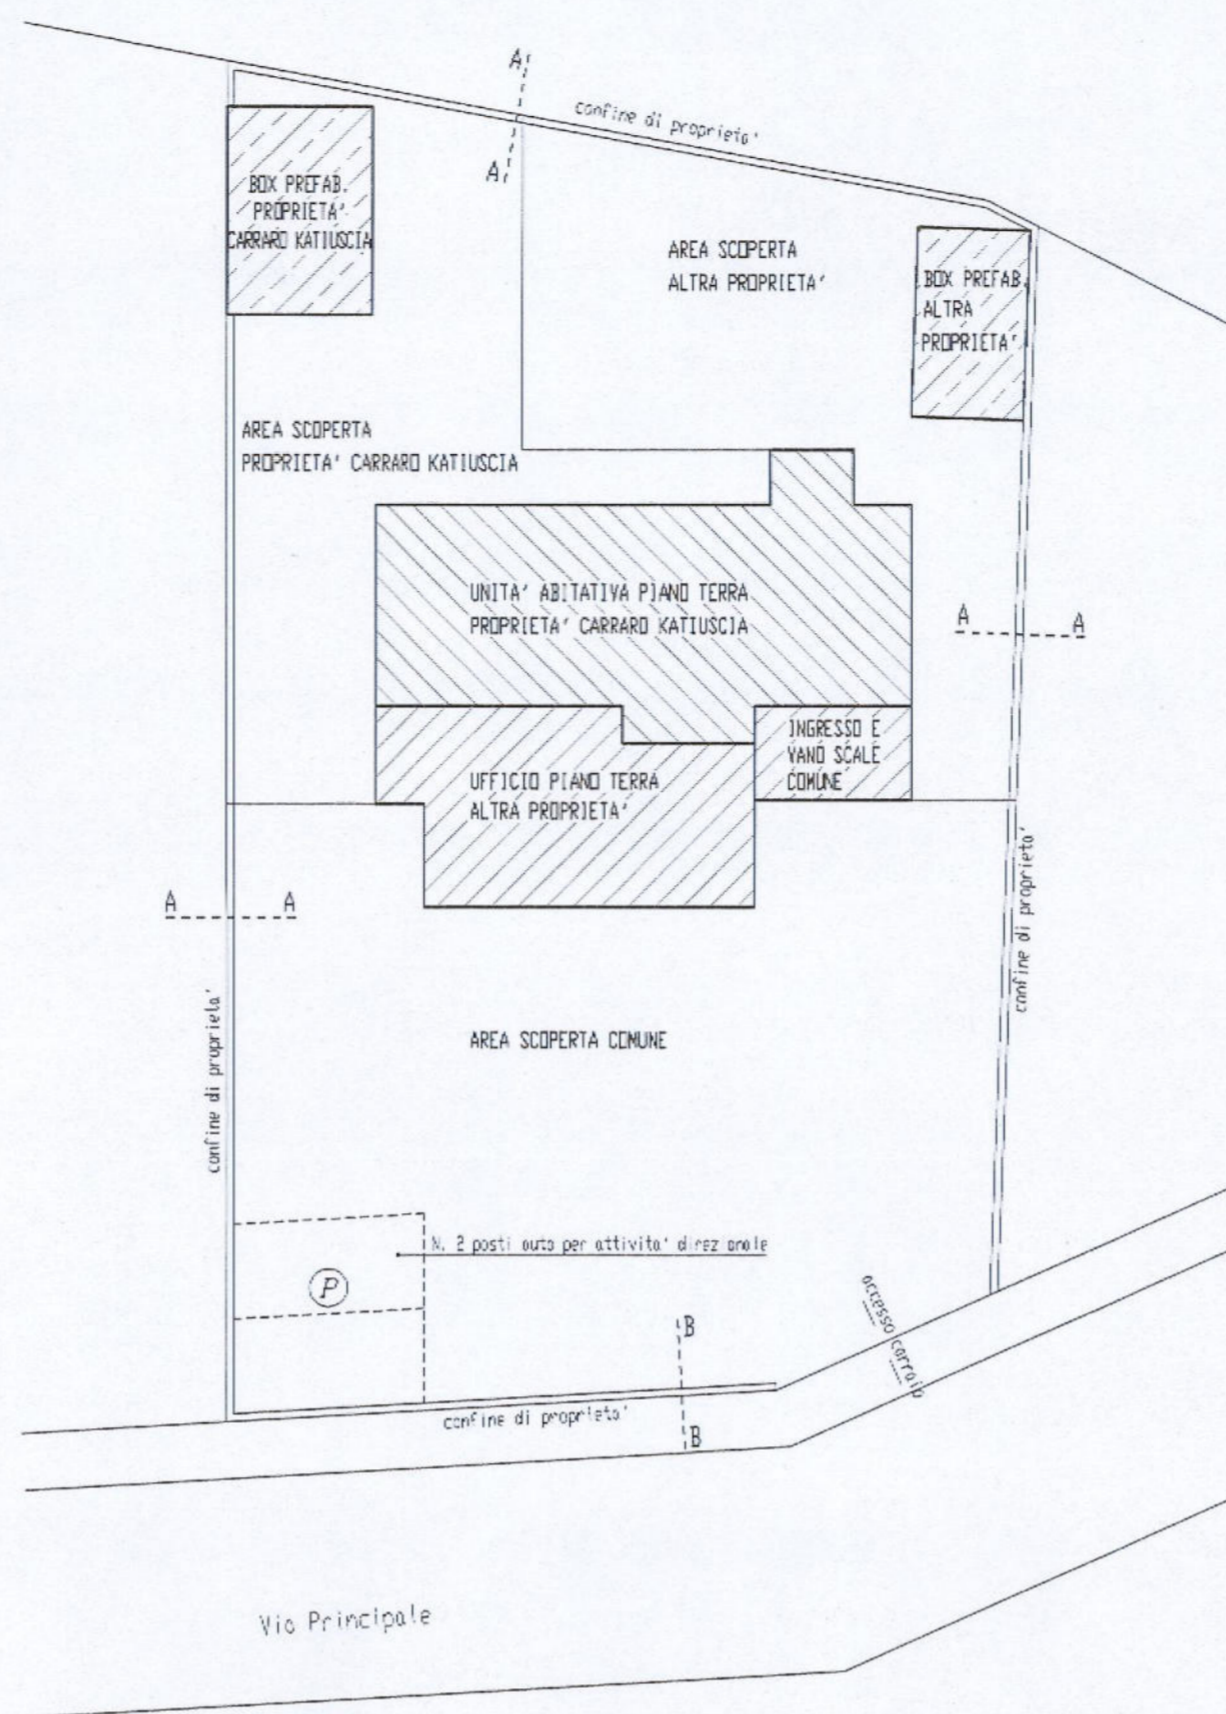 A
confine di proprieta'
A
BOX PREFAB.
PROPRIETA'
CARRARO KATIUSCIA
AREA SCOPERTA
ALTRA PROPRIETA'
BOX PREFAB.
ALTRA
PROPRIETA'
AREA SCOPERTA
PROPRIETA' CARRARO KATIUSCIA
UNITA' ABITATIVA PIANO TERRA
PROPRIETA' CARRARO KATIUSCIA
A A
INGRESSO E
VANO SCALE
COMUNE
UFFICIO PIANO TERRA
ALTRA PROPRIETA'
A A
confine di proprieta'
confine di proprieta'
AREA SCOPERTA COMUNE
N. 2 posti auto per attivita' direzionale
P
accesso carraio
B
confine di proprieta'
B
Via Principale